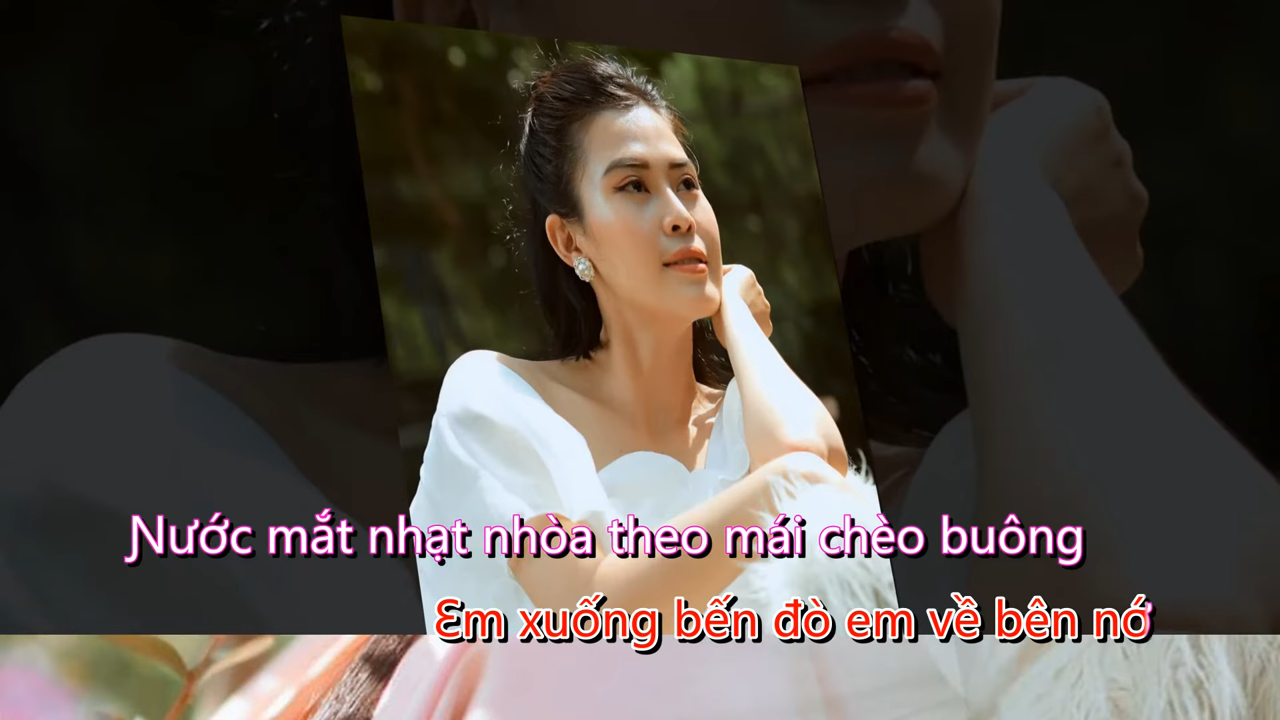 Nước mắt nhạt nhòa theo mái chèo buông
Em xuống bến đò em về bên nớ